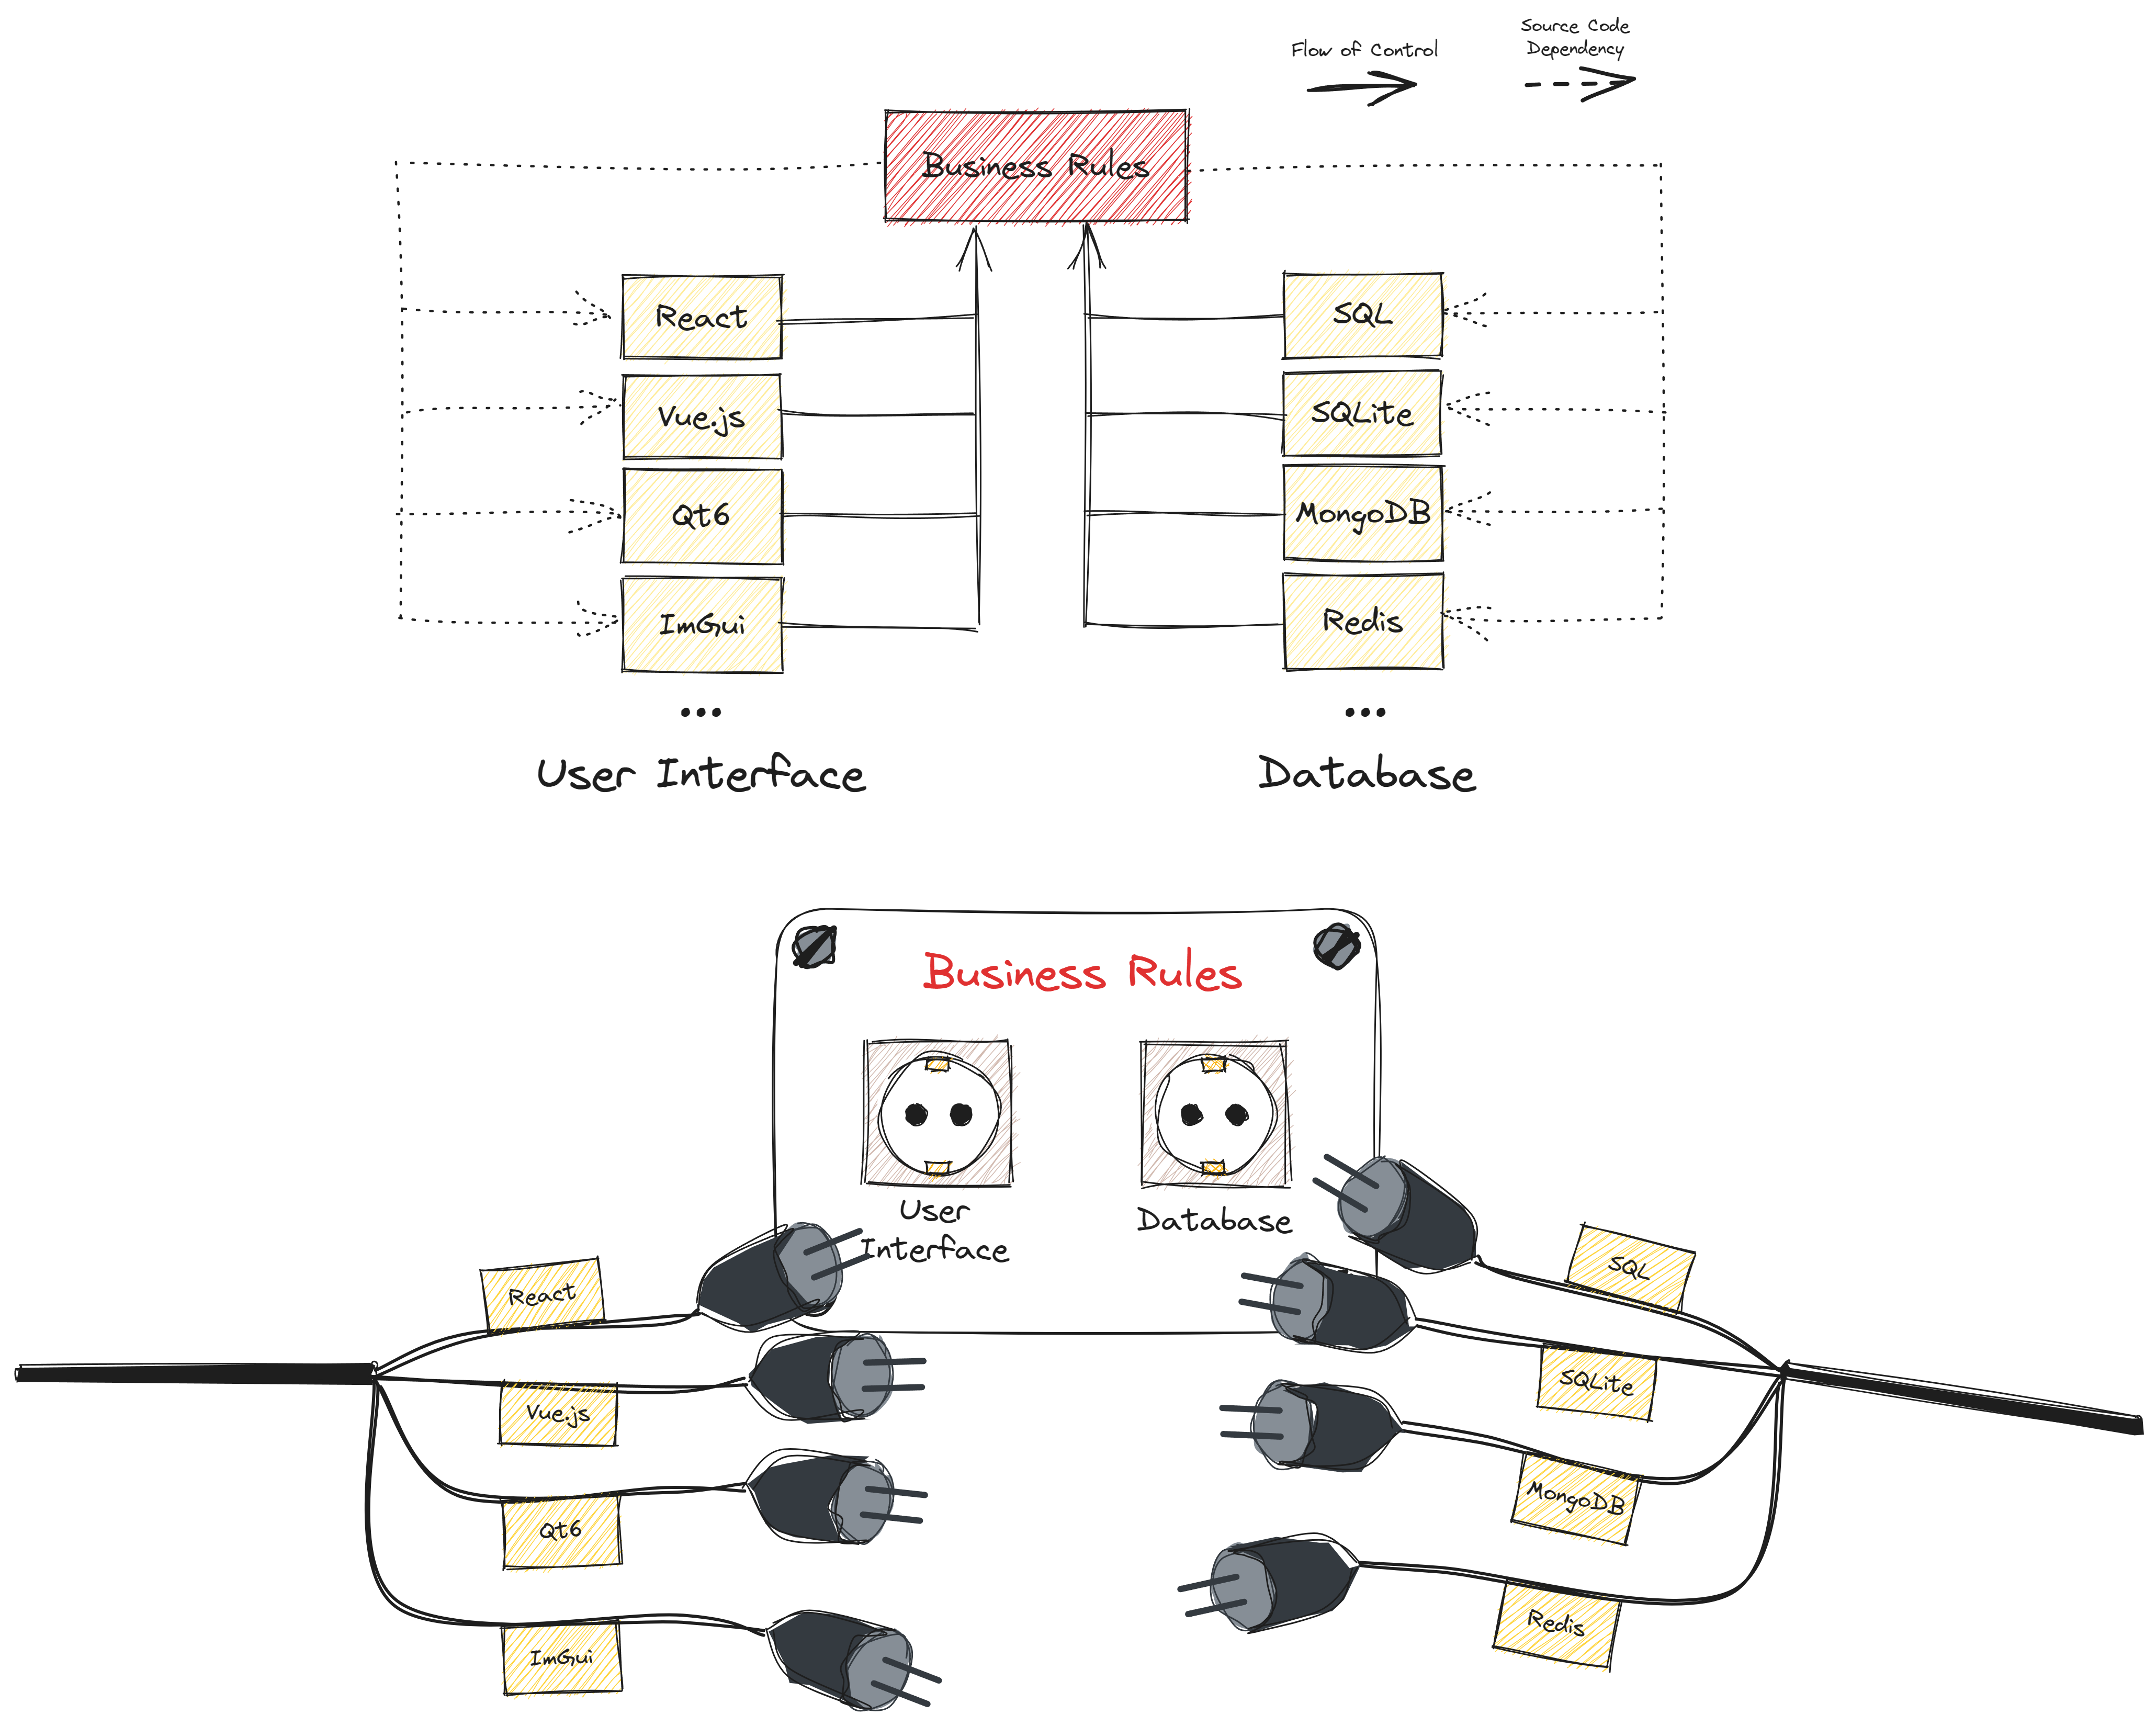 Source Code
Dependency
Flow of Control
Business Rules
React
SQL
Vue.js
SQLite
Qt6
MongoDB
ImGui
Redis
...
...
User Interface
Database
Business Rules
User
Interface
Database
React
Vue.js
Qt6
ImGui
SQL
SQLite
MongoDB
Redis